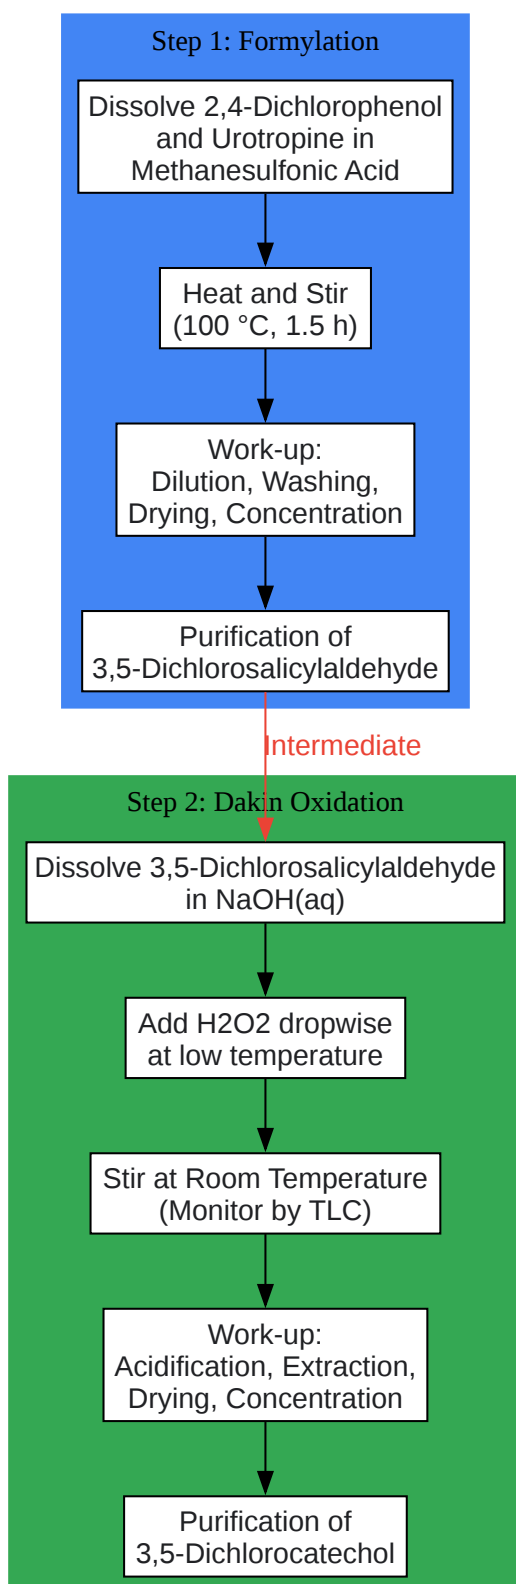 Step 1: Formylation
Dissolve 2,4-Dichlorophenol
and Urotropine in
Methanesulfonic Acid
Heat and Stir
(100 °C, 1.5 h)
Work-up:
Dilution, Washing,
Drying, Concentration
Purification of
3,5-Dichlorosalicylaldehyde
Intermediate
Step 2: Dakin Oxidation
Dissolve 3,5-Dichlorosalicylaldehyde
in NaOH(aq)
Add H2O2 dropwise
at low temperature
Stir at Room Temperature
(Monitor by TLC)
Work-up:
Acidification, Extraction,
Drying, Concentration
Purification of
3,5-Dichlorocatechol